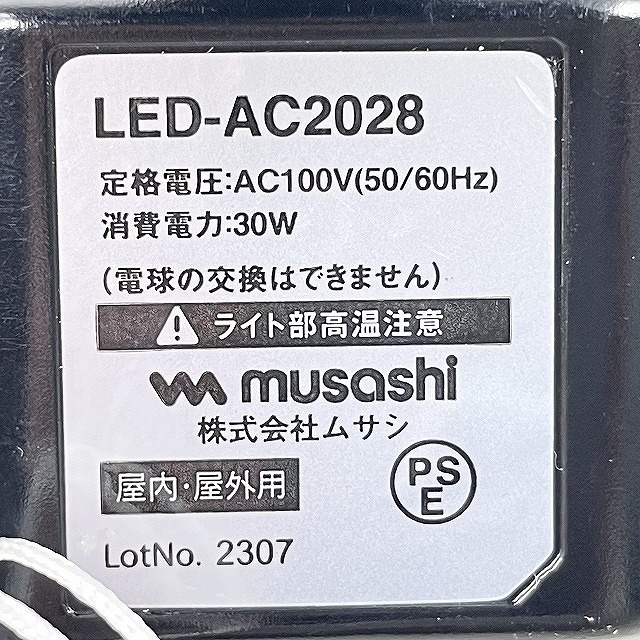 LED-AC2028
定格電圧:AC100V(50/60Hz)
消費電力:30W
(電球の交換はできません)
ライト部高温注意
musashi
株式会社ムサシ
屋内・屋外用
PS
E
LotNo. 2307